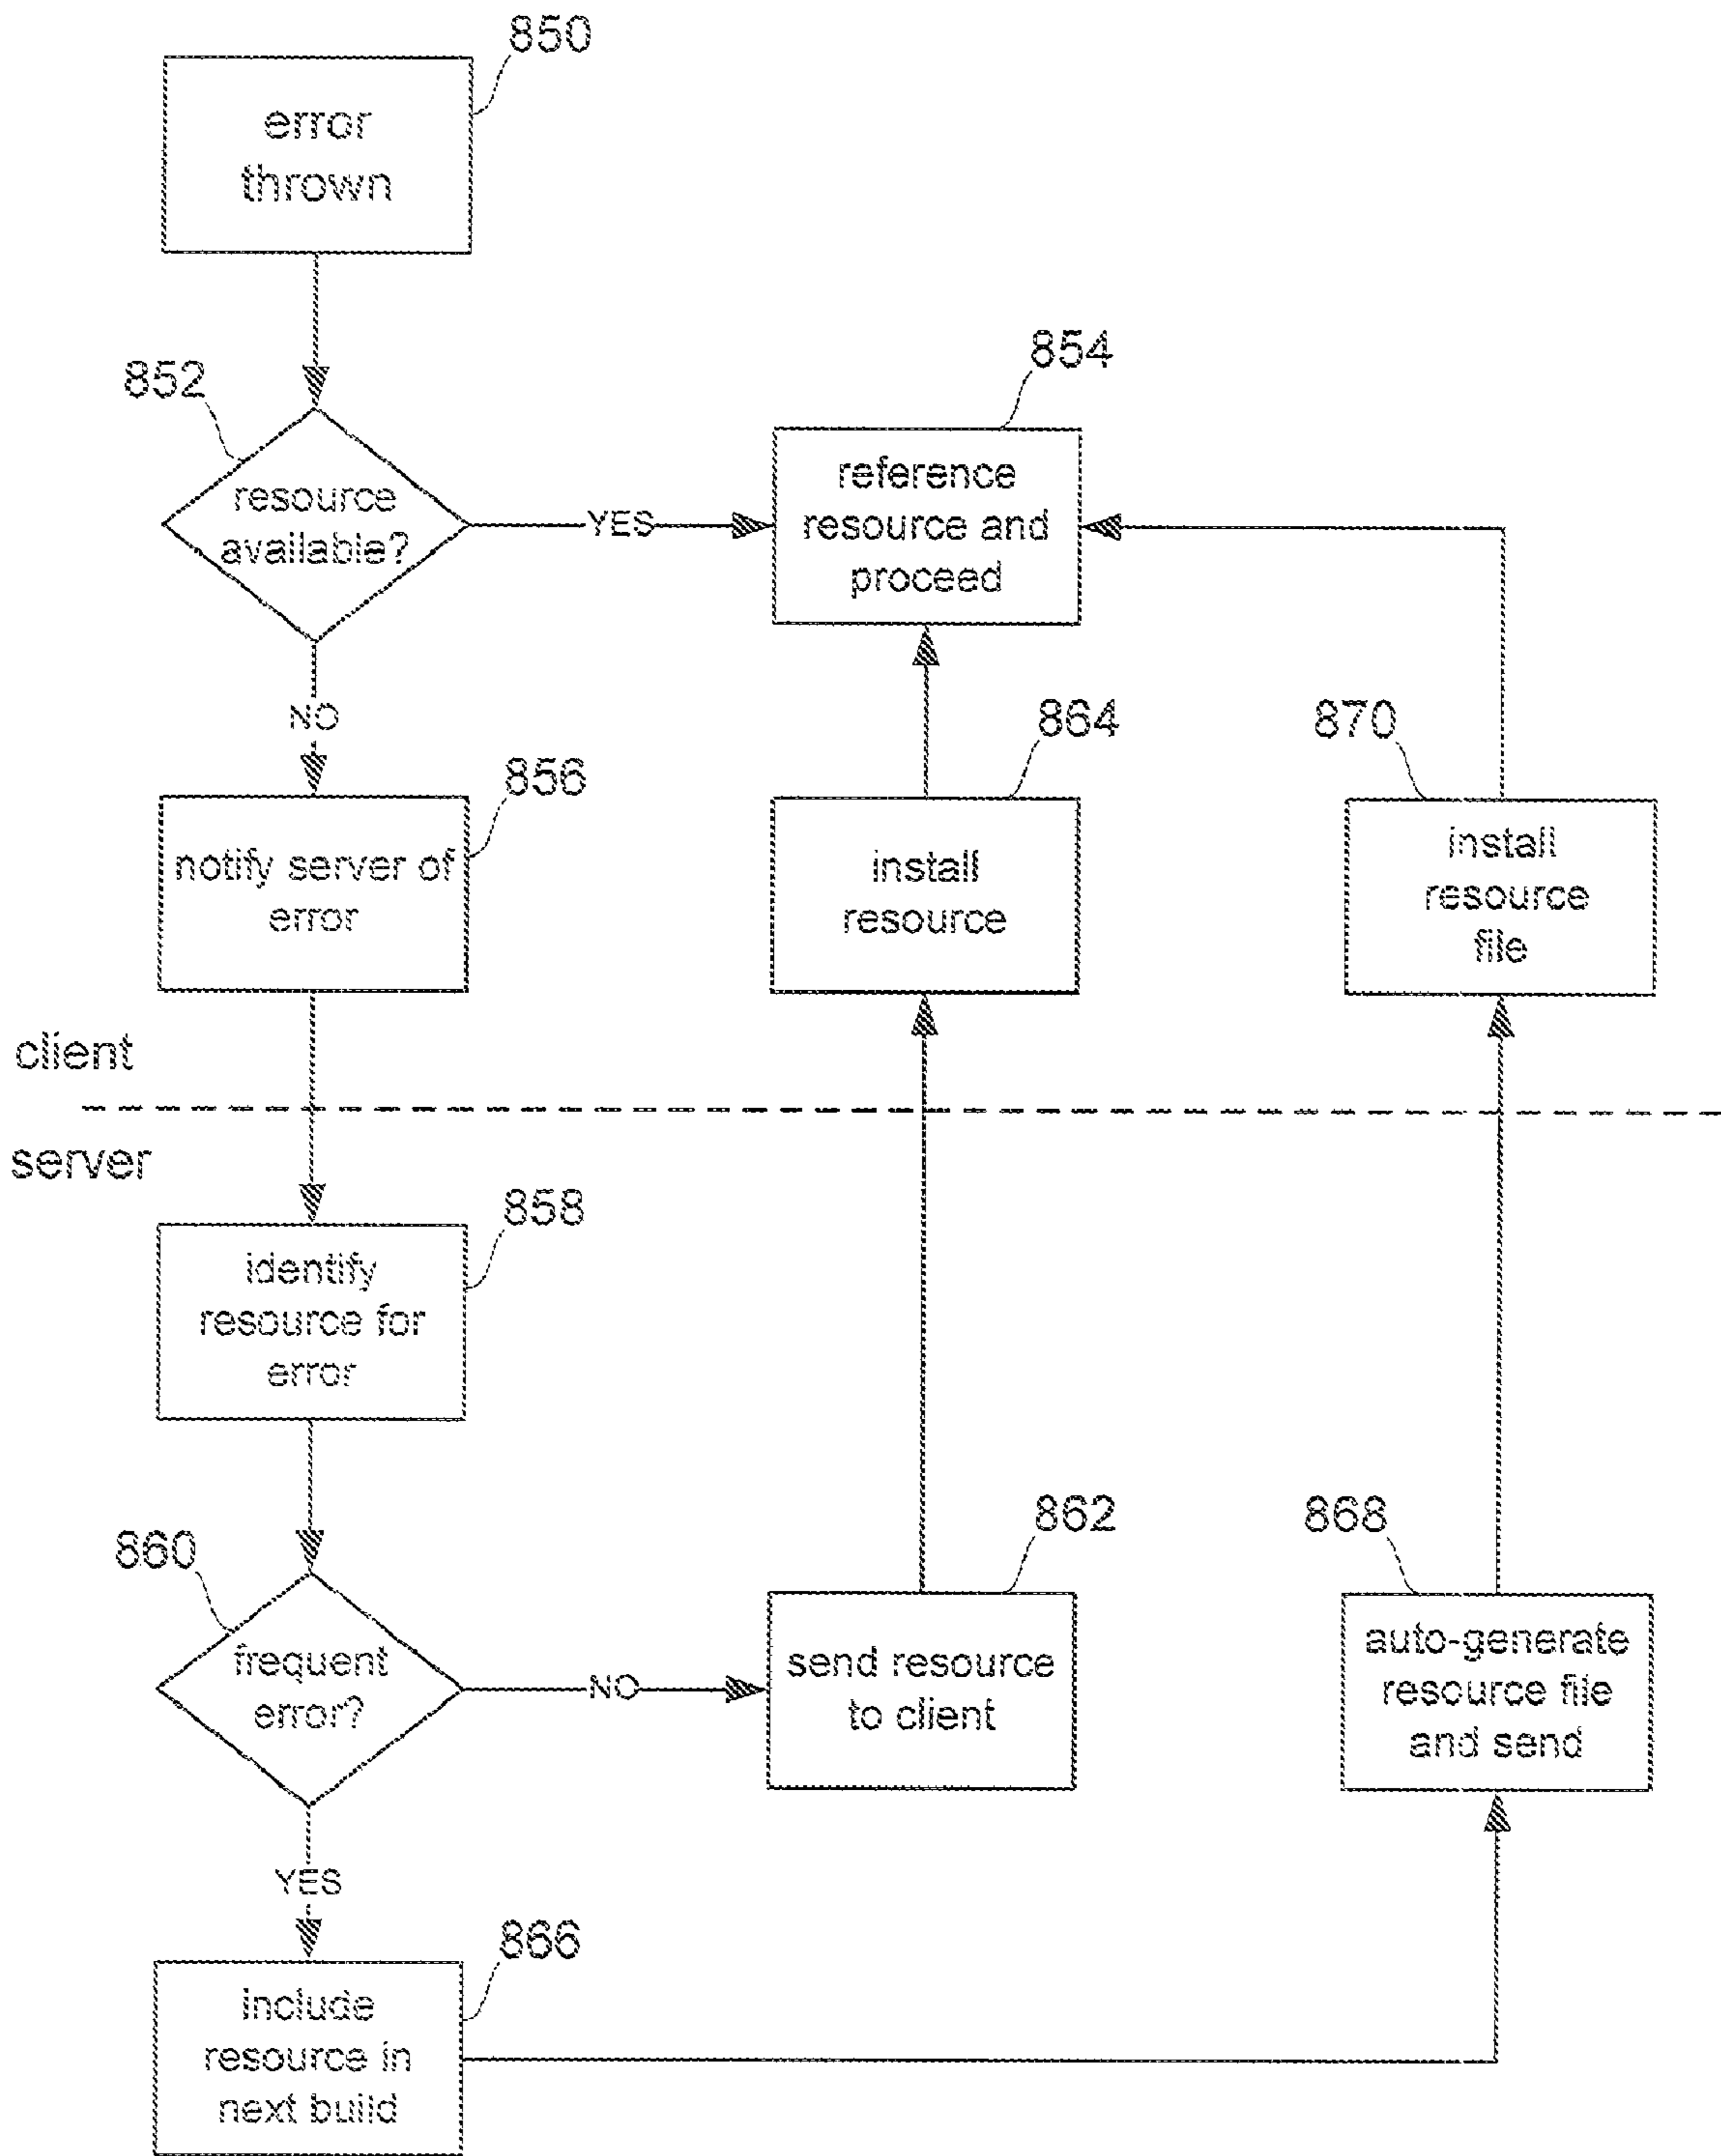 850
error
thrown
852
resource
available?
YES
854
reference
resource and
proceed
NO
856
notify server of
error
864
install
resource
870
install
resource
file
client
server
858
identify
resource for
error
860
frequent
error?
NO
862
send resource
to client
868
auto-generate
resource file
and send
YES
866
include
resource in
next build